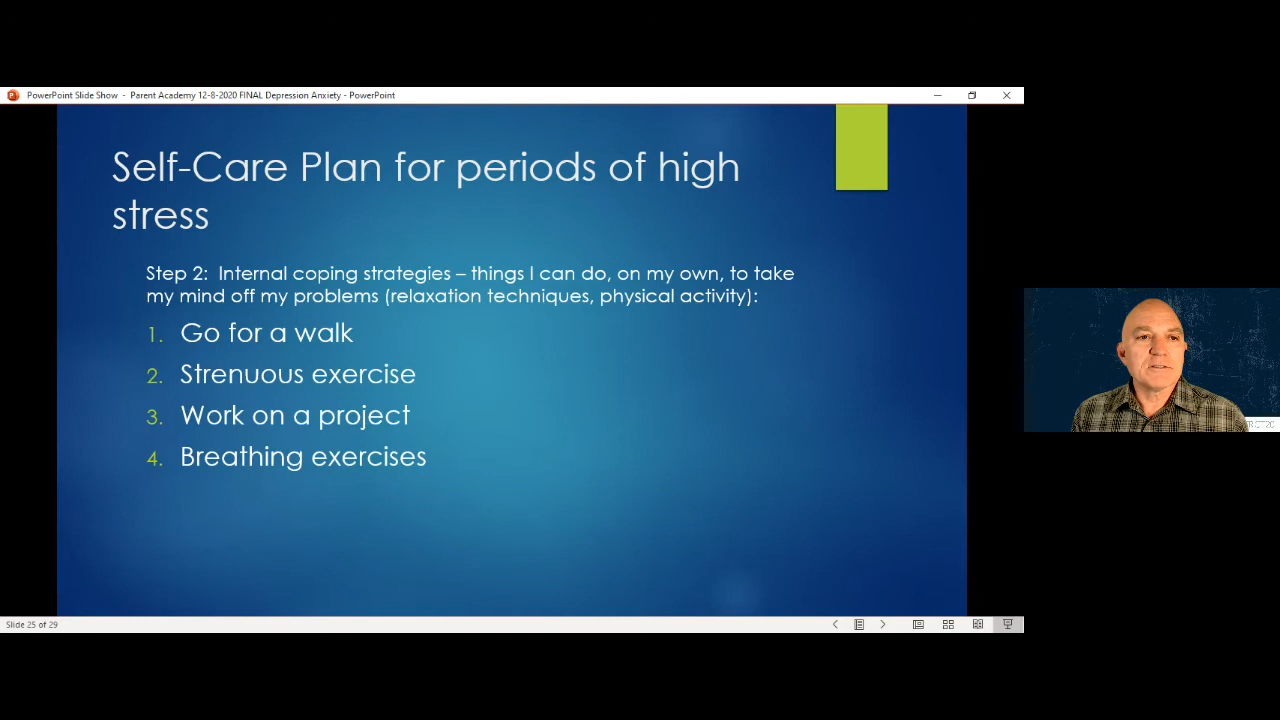 PowerPoint Slide Show - Parent Academy 12-8-2020 FINAL Depression Anxiety - PowerPoint
Self-Care Plan for periods of high
stress
Step 2: Internal coping strategies – things I can do, on my own, to take
my mind off my problems (relaxation techniques, physical activity):
1. Go for a walk
2. Strenuous exercise
3. Work on a project
4. Breathing exercises
Slide 25 of 29